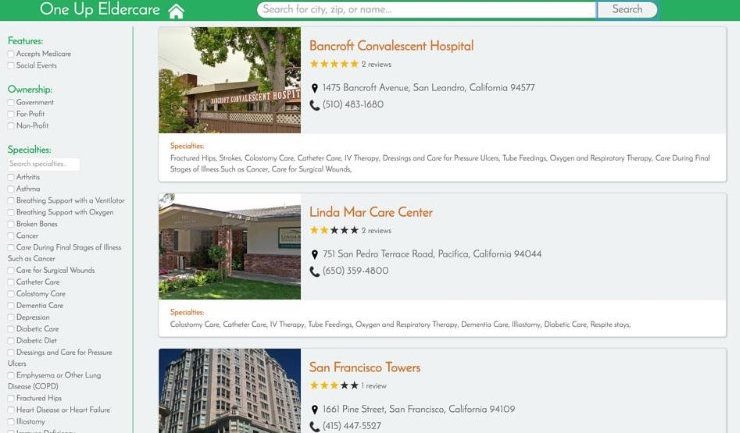 One Up Eldercare
Search for city, zip, or name...
Search
Features:
Accepts Medicare
Social Events
Ownership:
Government
For-Profit
Non-Profit
Specialties:
Search specialties...
Arthritis
Asthma
Breathing Support with a Ventilator
Breathing Support with Oxygen
Broken Bones
Cancer
Care During Final Stages of Illness
Such as Cancer
Care for Surgical Wounds
Catheter Care
Colostomy Care
Dementia Care
Depression
Diabetic Care
Diabetic Diet
Dressings and Care for Pressure
Ulcers
Emphysema or Other Lung
Disease (COPD)
Fractured Hips
Heart Disease or Heart Failure
Illiostomy
BANCROFT CONVALESCENT HOSPIT
Bancroft Convalescent Hospital
2 reviews
1475 Bancroft Avenue, San Leandro, California 94577
(510) 483-1680
Specialties:
Fractured Hips, Strokes, Colostomy Care, Catheter Care, IV Therapy, Dressings and Care for Pressure Ulcers, Tube Feedings, Oxygen and Respiratory Therapy, Care During Final
Stages of Illness Such as Cancer, Care for Surgical Wounds,
Linda Mar Care Center
2 reviews
751 San Pedro Terrace Road, Pacifica, California 94044
(650) 359-4800
Specialties:
Colostomy Care, Catheter Care, IV Therapy, Tube Feedings, Oxygen and Respiratory Therapy, Dementia Care, Illiostomy, Diabetic Care, Respite stays,
San Francisco Towers
1 review
1661 Pine Street, San Francisco, California 94109
(415) 447-5527